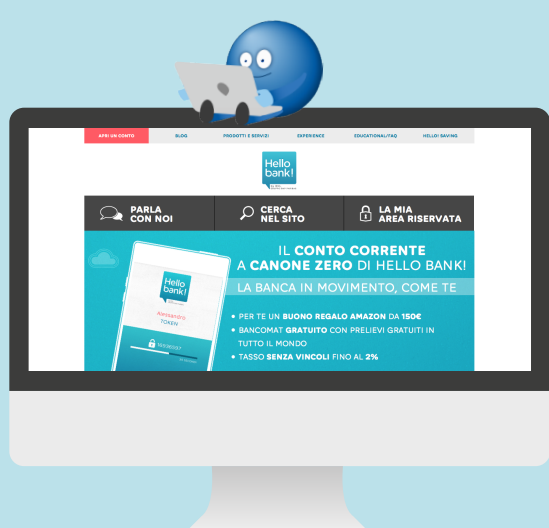 APRI UN CONTO BLOG PRODOTTI E SERVIZI EXPERIENCE EDUCATIONAL/FAQ HELLO! SAVING
Hello
bank!
PARLA
CON NOI
CERCA
NEL SITO
LA MIA
AREA RISERVATA
IL CONTO CORRENTE
A CANONE ZERO DI HELLO BANK!
LA BANCA IN MOVIMENTO, COME TE
Hello
bank!
Alessandro
TOKEN
• PER TE UN BUONO REGALO AMAZON DA 150€
• BANCOMAT GRATUITO CON PRELIEVI GRATUITI IN
TUTTO IL MONDO
• TASSO SENZA VINCOLI FINO AL 2%